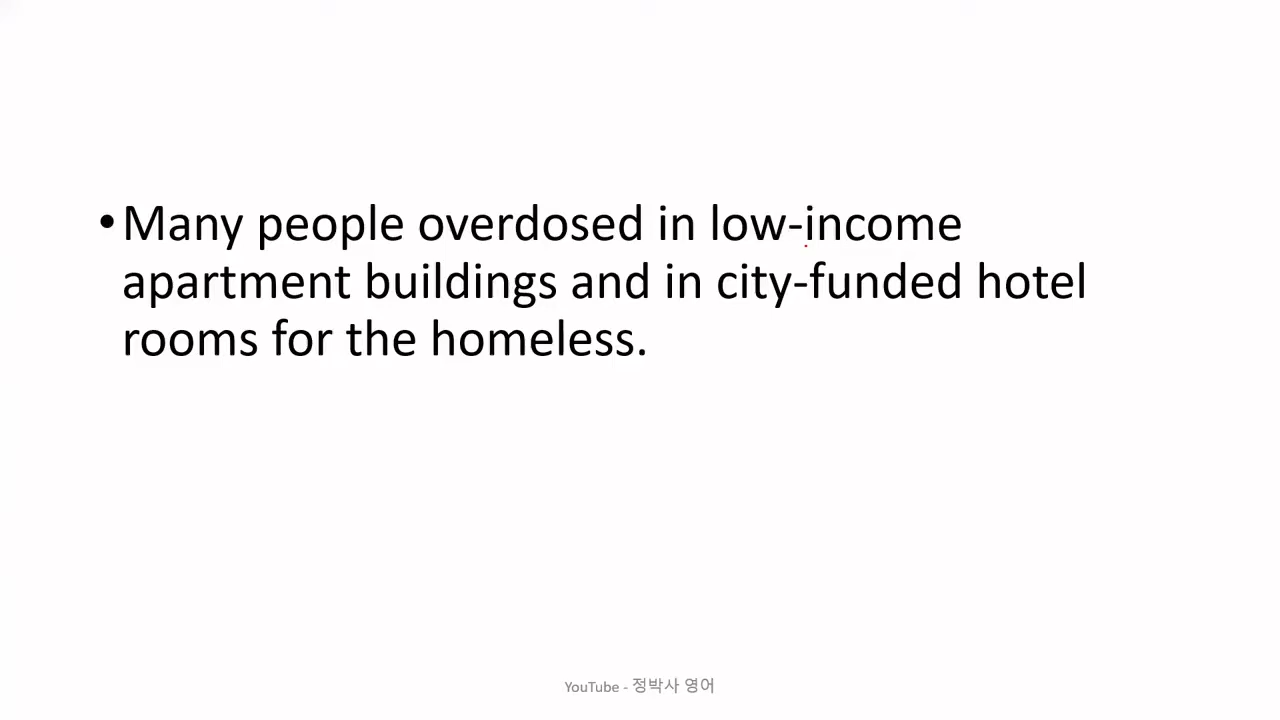 •Many people overdosed in low-income
apartment buildings and in city-funded hotel
rooms for the homeless.
YouTube - 정박사 영어